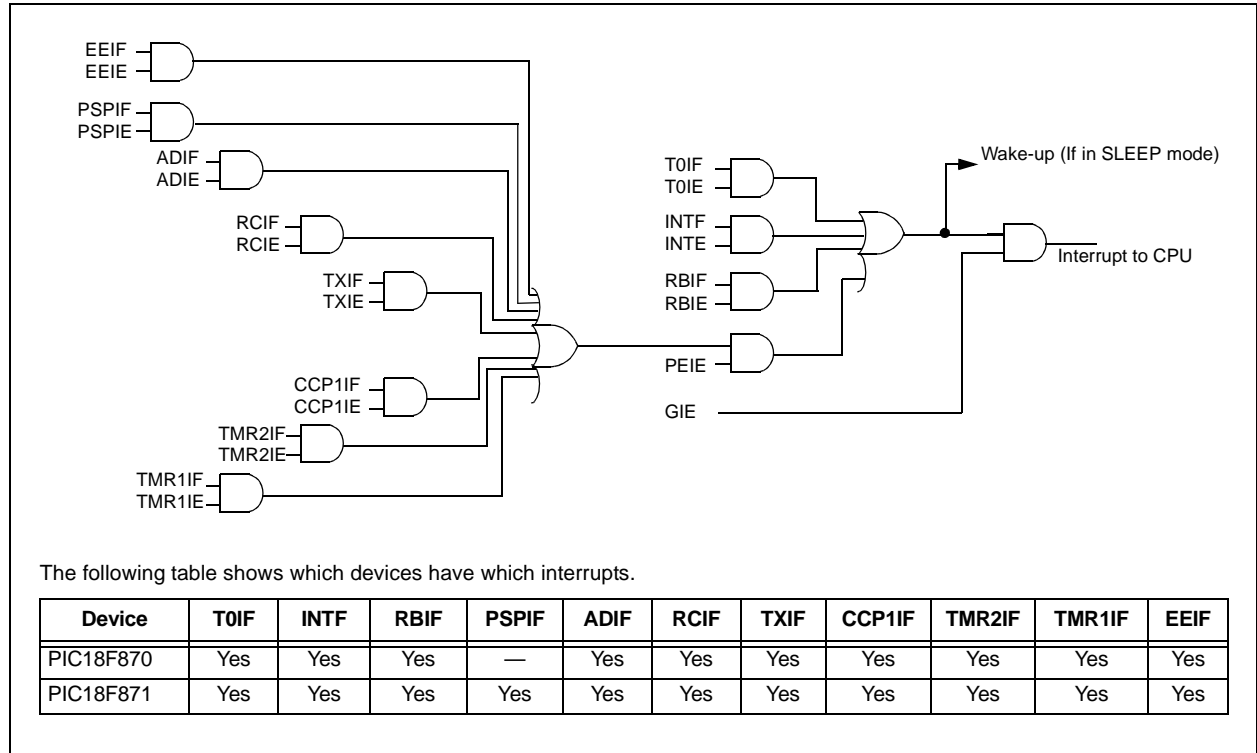 EEIF
EEIE
PSPIF
PSPIE
ADIF
ADIE
RCIF
RCIE
TXIF
TXIE
CCP1IF
CCP1IE
TMR2IF
TMR2IE
TMR1IF
TMR1IE
T0IF
T0IE
INTF
INTE
RBIF
RBIE
PEIE
GIE
Wake-up (If in SLEEP mode)
Interrupt to CPU
The following table shows which devices have which interrupts.
Device T0IF INTF RBIF PSPIF ADIF RCIF TXIF CCP1IF TMR2IF TMR1IF EEIF
PIC18F870 Yes Yes Yes — Yes Yes Yes Yes Yes Yes Yes
PIC18F871 Yes Yes Yes Yes Yes Yes Yes Yes Yes Yes Yes